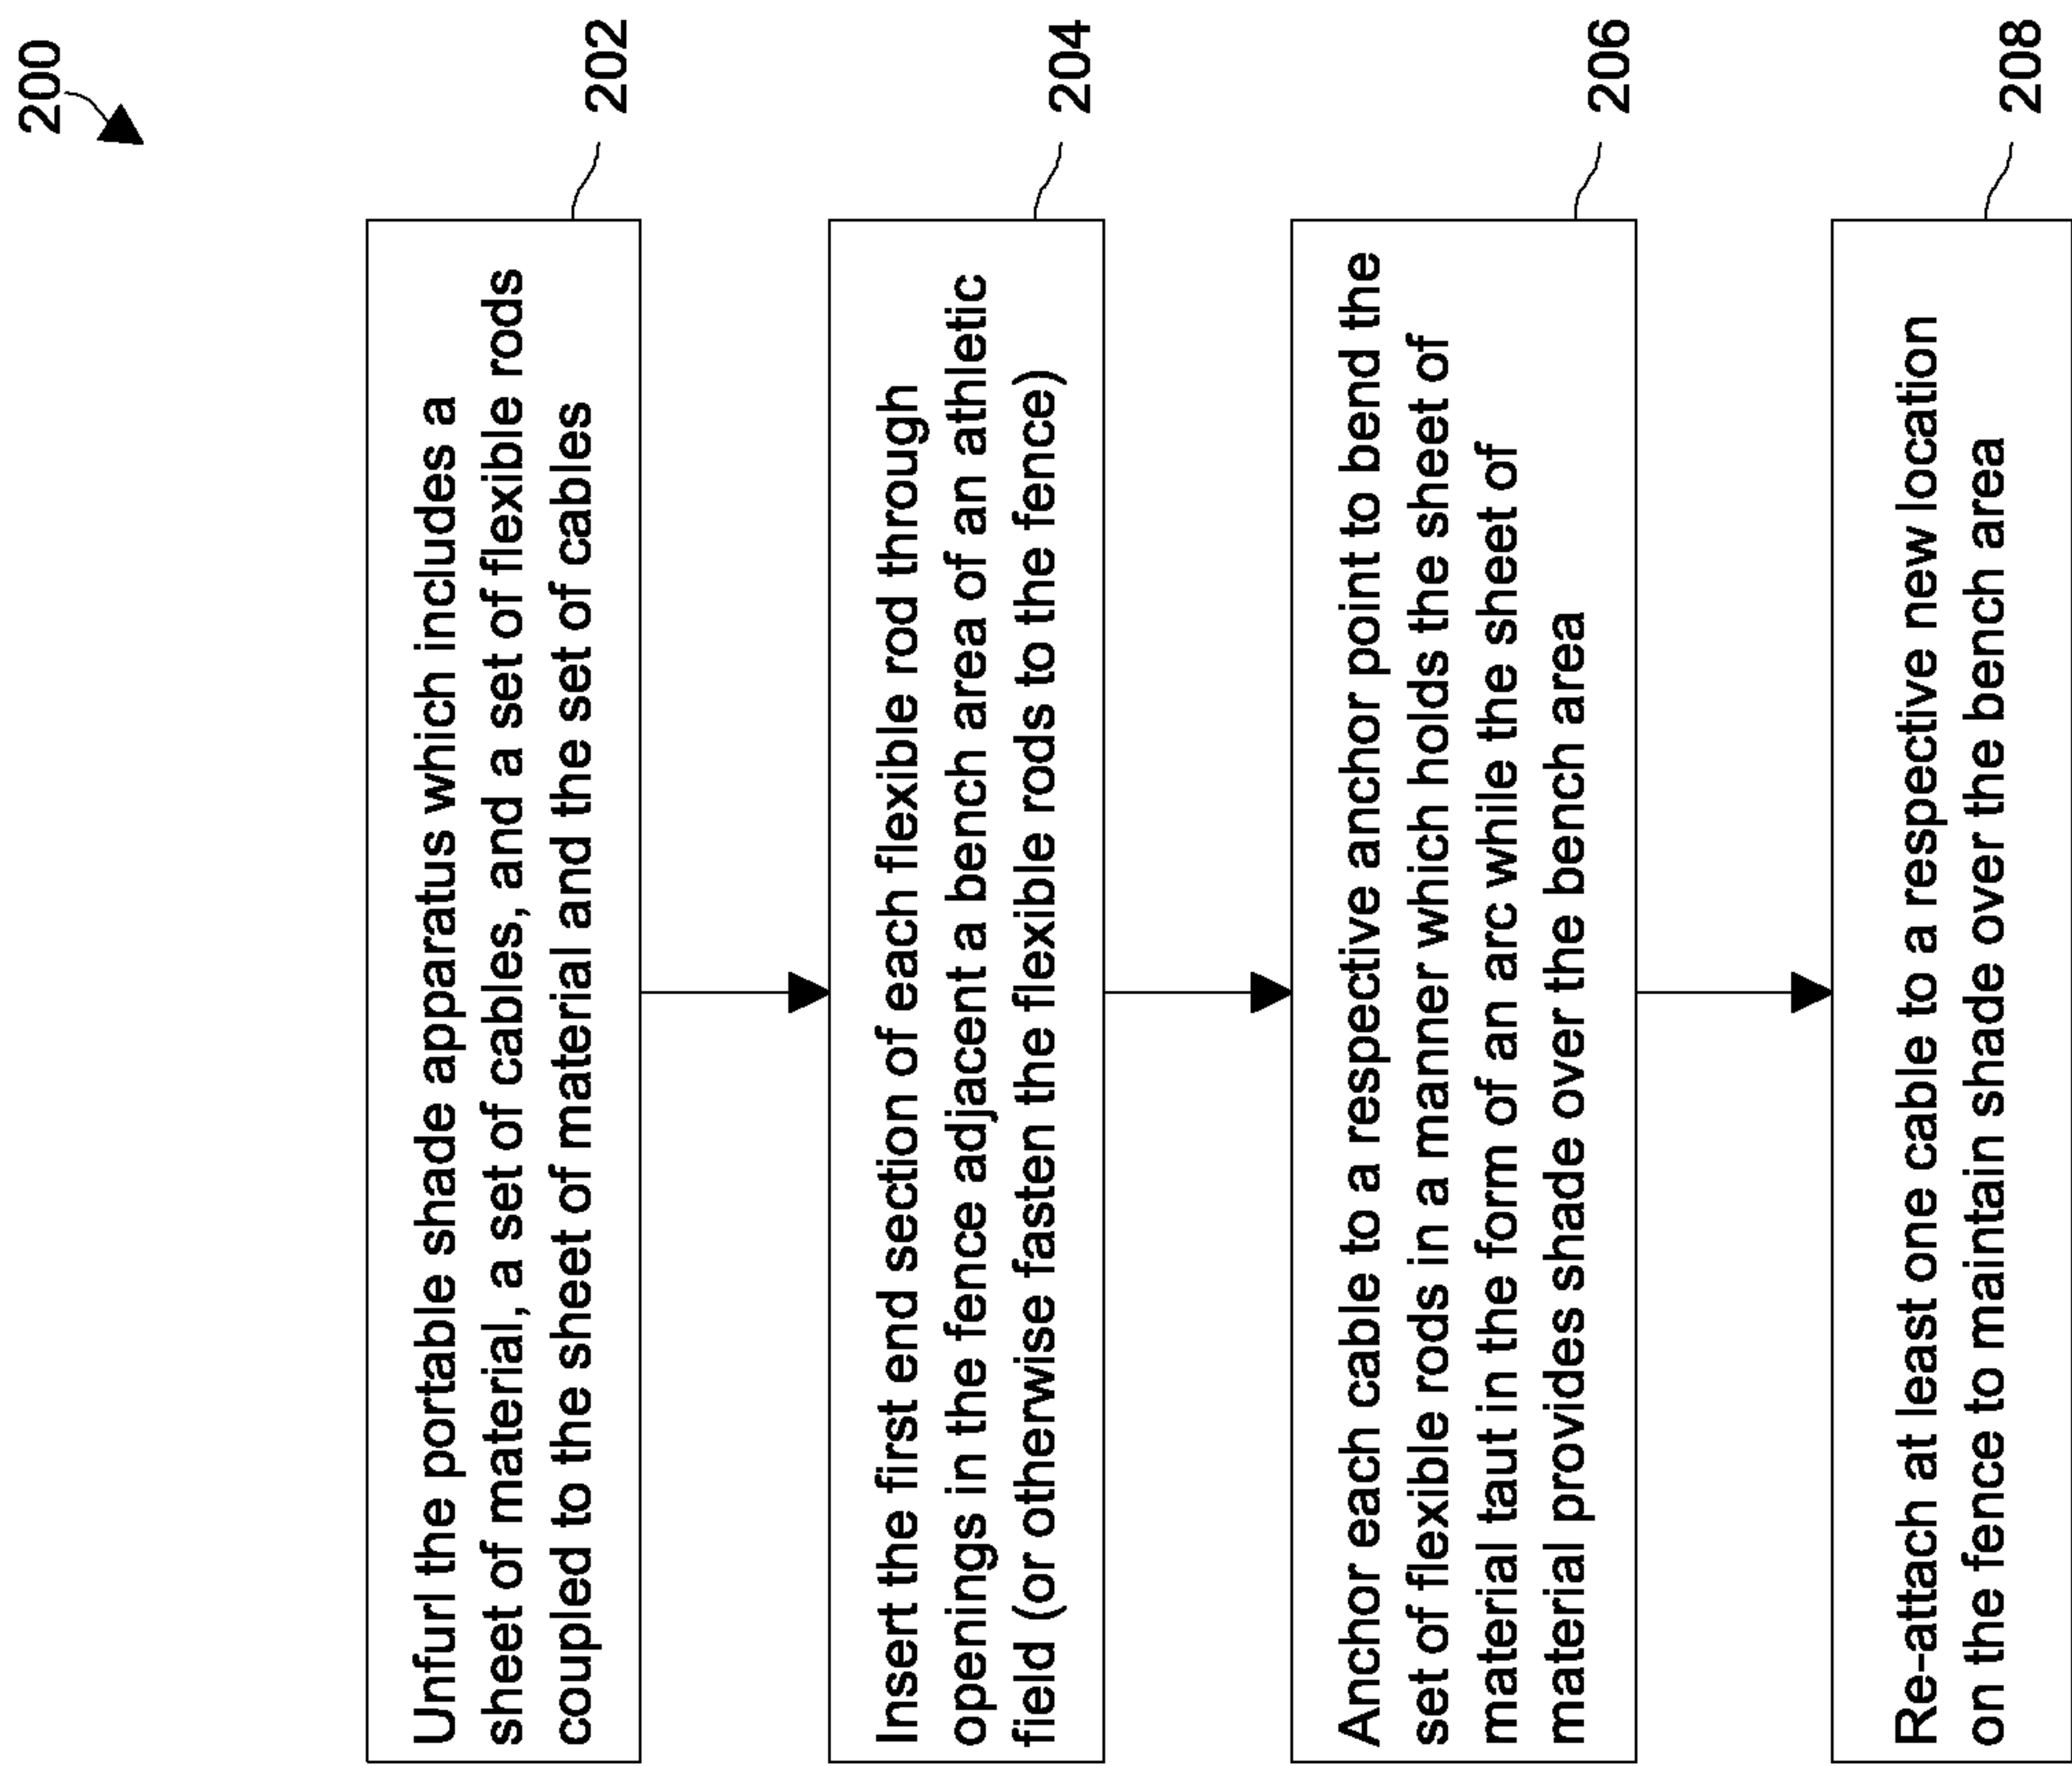 200
Unfurl the portable shade apparatus which includes a
sheet of material, a set of cables, and a set of flexible rods
coupled to the sheet of material and the set of cables
202
Insert the first end section of each flexible rod through
openings in the fence adjacent a bench area of an athletic
field (or otherwise fasten the flexible rods to the fence)
204
Anchor each cable to a respective anchor point to bend the
set of flexible rods in a manner which holds the sheet of
material taut in the form of an arc while the sheet of
material provides shade over the bench area
206
Re-attach at least one cable to a respective new location
on the fence to maintain shade over the bench area
208